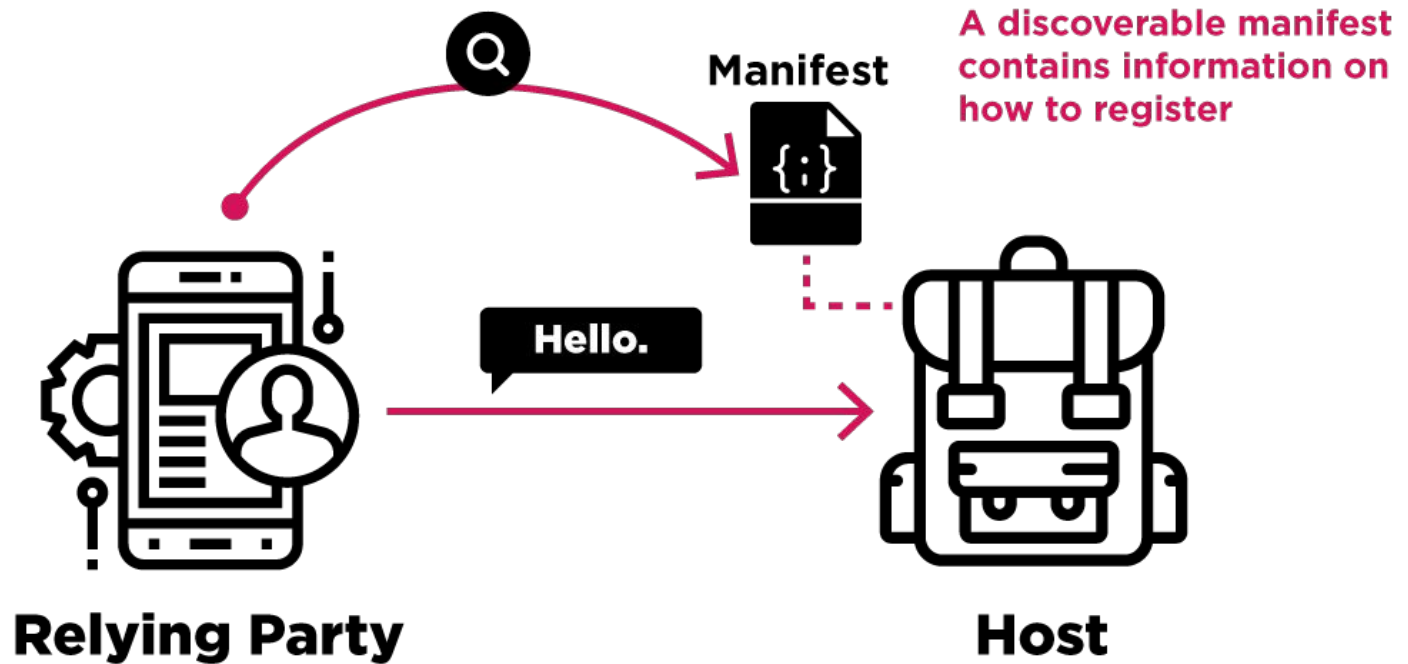 A discoverable manifest
contains information on
how to register
Manifest
{;}
Hello.
Relying Party
Host